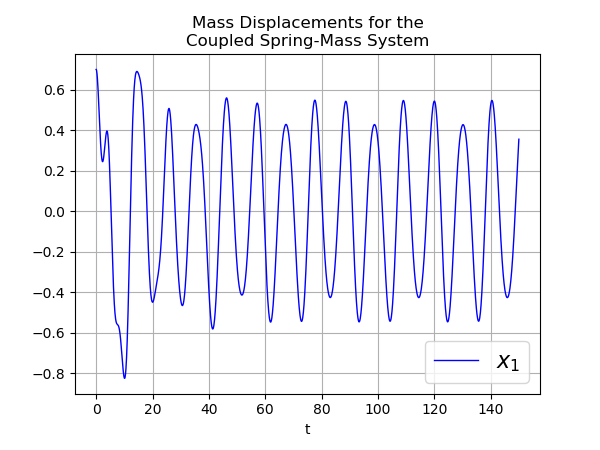 Mass Displacements for the
Coupled Spring-Mass System
0.6
0.4
0.2
0.0
−0.2
−0.4
−0.6
−0.8
0 20 40 60 80 100 120 140
t
x₁